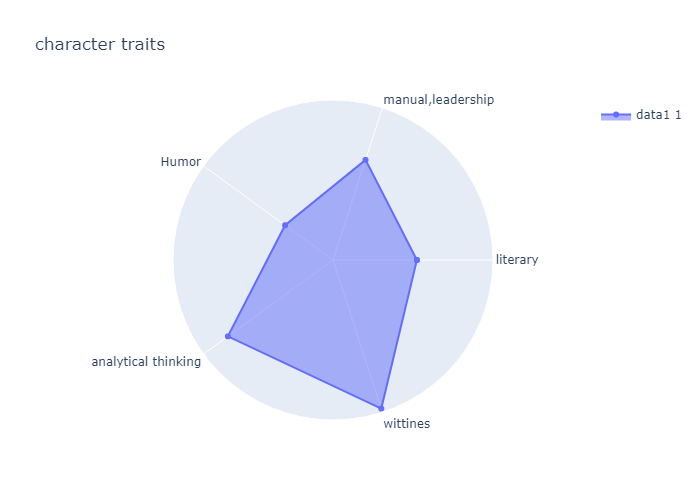 character traits
manual,leadership
data1 1
Humor
literary
analytical thinking
wittines